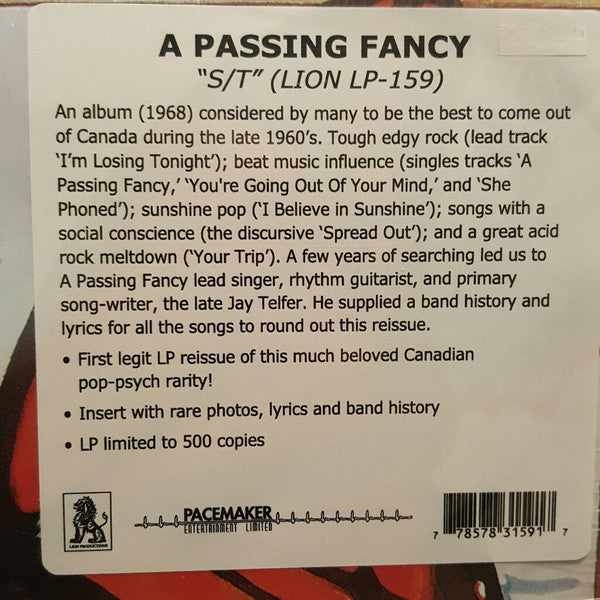 A PASSING FANCY
“S/T” (LION LP-159)
An album (1968) considered by many to be the best to come out
of Canada during the late 1960's. Tough edgy rock (lead track
‘I’m Losing Tonight’); beat music influence (singles tracks ‘A
Passing Fancy,’ ‘You're Going Out Of Your Mind,’ and ‘She
Phoned’); sunshine pop (‘I Believe in Sunshine’); songs with a
social conscience (the discursive ‘Spread Out’); and a great acid
rock meltdown (‘Your Trip’). A few years of searching led us to
A Passing Fancy lead singer, rhythm guitarist, and primary
song-writer, the late Jay Telfer. He supplied a band history and
lyrics for all the songs to round out this reissue.
• First legit LP reissue of this much beloved Canadian
pop-psych rarity!
• Insert with rare photos, lyrics and band history
• LP limited to 500 copies
LION PRODUCTIONS
PACEMAKER
ENTERTAINMENT LIMITED
7 78578 31591 7